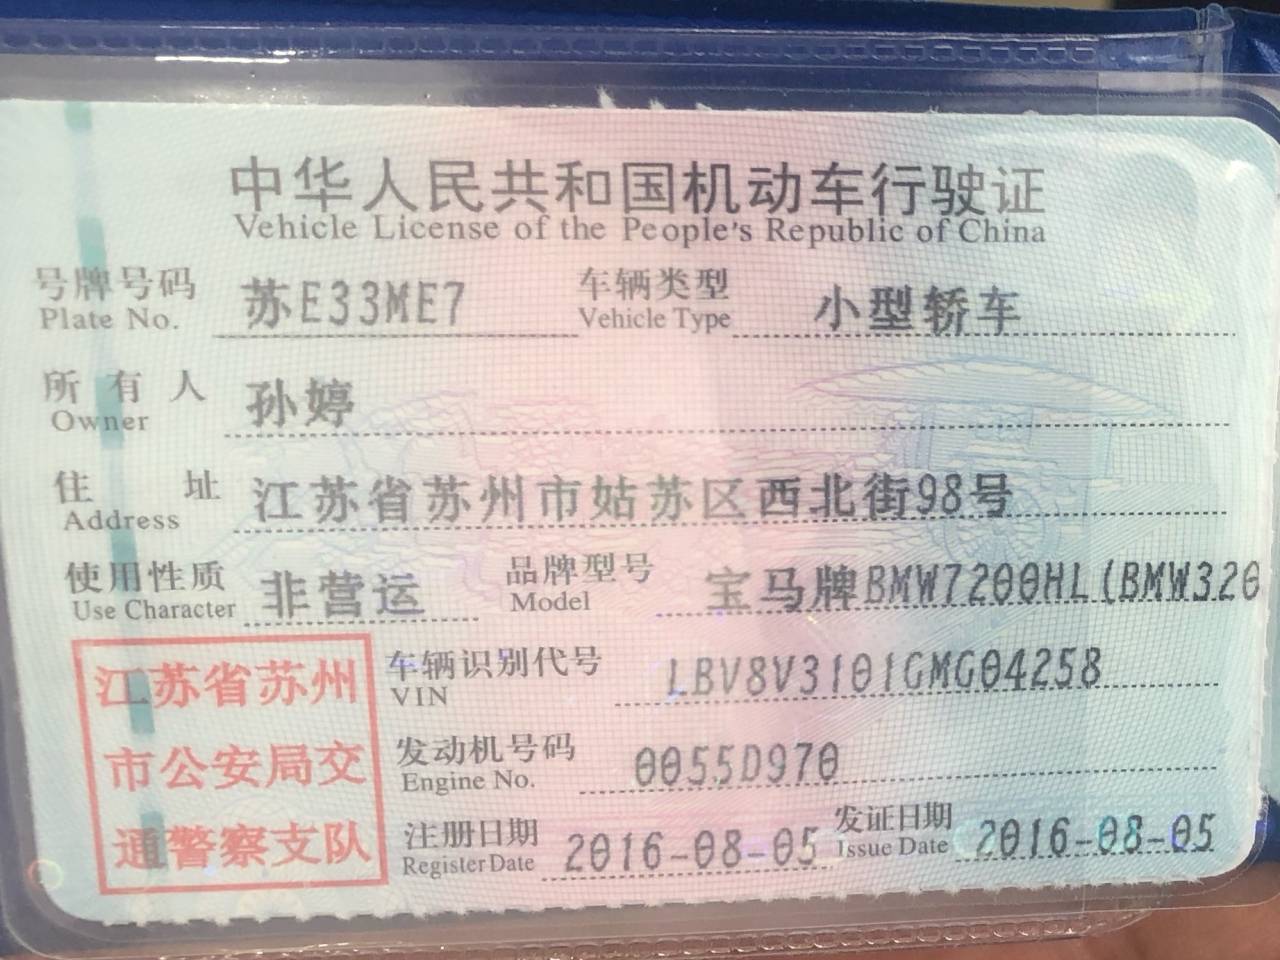 中华人民共和国机动车行驶证
Vehicle License of the People's Republic of China
号牌号码 苏E33ME7 车辆类型 小型轿车
Plate No. Vehicle Type
所有人 孙婷
Owner
住址 江苏省苏州市姑苏区西北街98号
Address
使用性质 非营运 品牌型号 宝马牌BMW7200HL(BMW320
Use Character Model
江苏省苏州
市公安局交
通警察支队
车辆识别代号 LBV8V3101GMG04258
VIN
发动机号码 0055D970
Engine No.
注册日期 2016-08-05 发证日期 2016-08-05
Register Date Issue Date